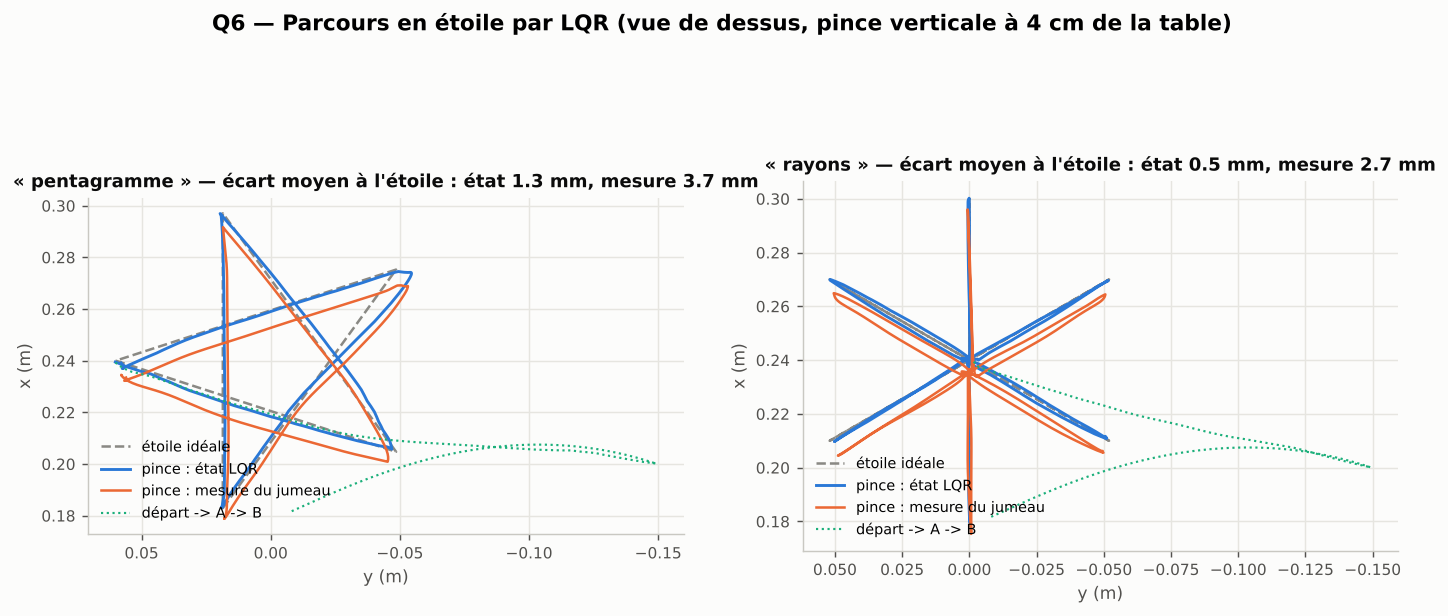 Q6 — Parcours en étoile par LQR (vue de dessus, pince verticale à 4 cm de la table)
« pentagramme » — écart moyen à l'étoile : état 1.3 mm, mesure 3.7 mm
0.30
0.28
0.26
0.24
0.22
0.20
0.18
x (m)
étoile idéale
pince : état LQR
pince : mesure du jumeau
départ -> A -> B
0.05
0.00
−0.05
−0.10
−0.15
y (m)
« rayons » — écart moyen à l'étoile : état 0.5 mm, mesure 2.7 mm
0.30
0.28
0.26
0.24
0.22
0.20
0.18
x (m)
étoile idéale
pince : état LQR
pince : mesure du jumeau
départ -> A -> B
0.050
0.025
0.000
−0.025
−0.050
−0.075
−0.100
−0.125
−0.150
y (m)